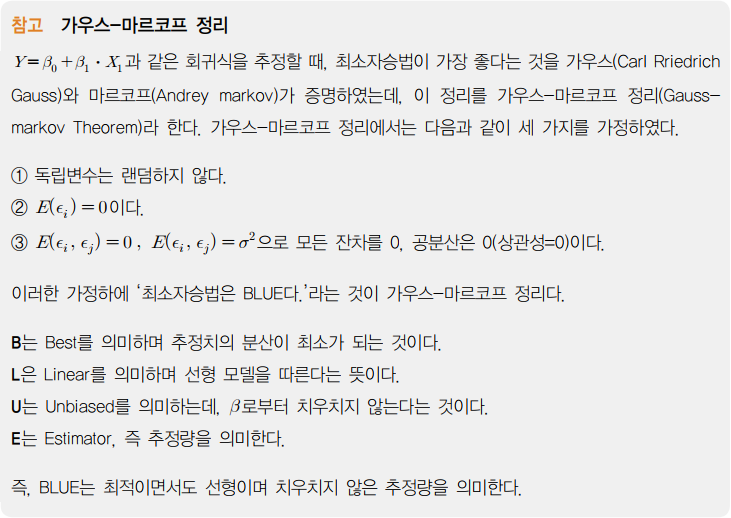 참고 가우스-마르코프 정리
Y=β₀+β₁·X₁과 같은 회귀식을 추정할 때, 최소자승법이 가장 좋다는 것을 가우스(Carl Rriedrich
Gauss)와 마르코프(Andrey markov)가 증명하였는데, 이 정리를 가우스-마르코프 정리(Gauss-
markov Theorem)라 한다. 가우스-마르코프 정리에서는 다음과 같이 세 가지를 가정하였다.
① 독립변수는 랜덤하지 않다.
② E(ϵᵢ)=0이다.
③ E(ϵᵢ, ϵⱼ)=0 , E(ϵᵢ, ϵⱼ)=σ²으로 모든 잔차를 0, 공분산은 0(상관성=0)이다.
이러한 가정하에 ‘최소자승법은 BLUE다.’라는 것이 가우스-마르코프 정리다.
B는 Best를 의미하며 추정치의 분산이 최소가 되는 것이다.
L은 Linear를 의미하며 선형 모델을 따른다는 뜻이다.
U는 Unbiased를 의미하는데, β로부터 치우치지 않는다는 것이다.
E는 Estimator, 즉 추정량을 의미한다.
즉, BLUE는 최적이면서도 선형이며 치우치지 않은 추정량을 의미한다.